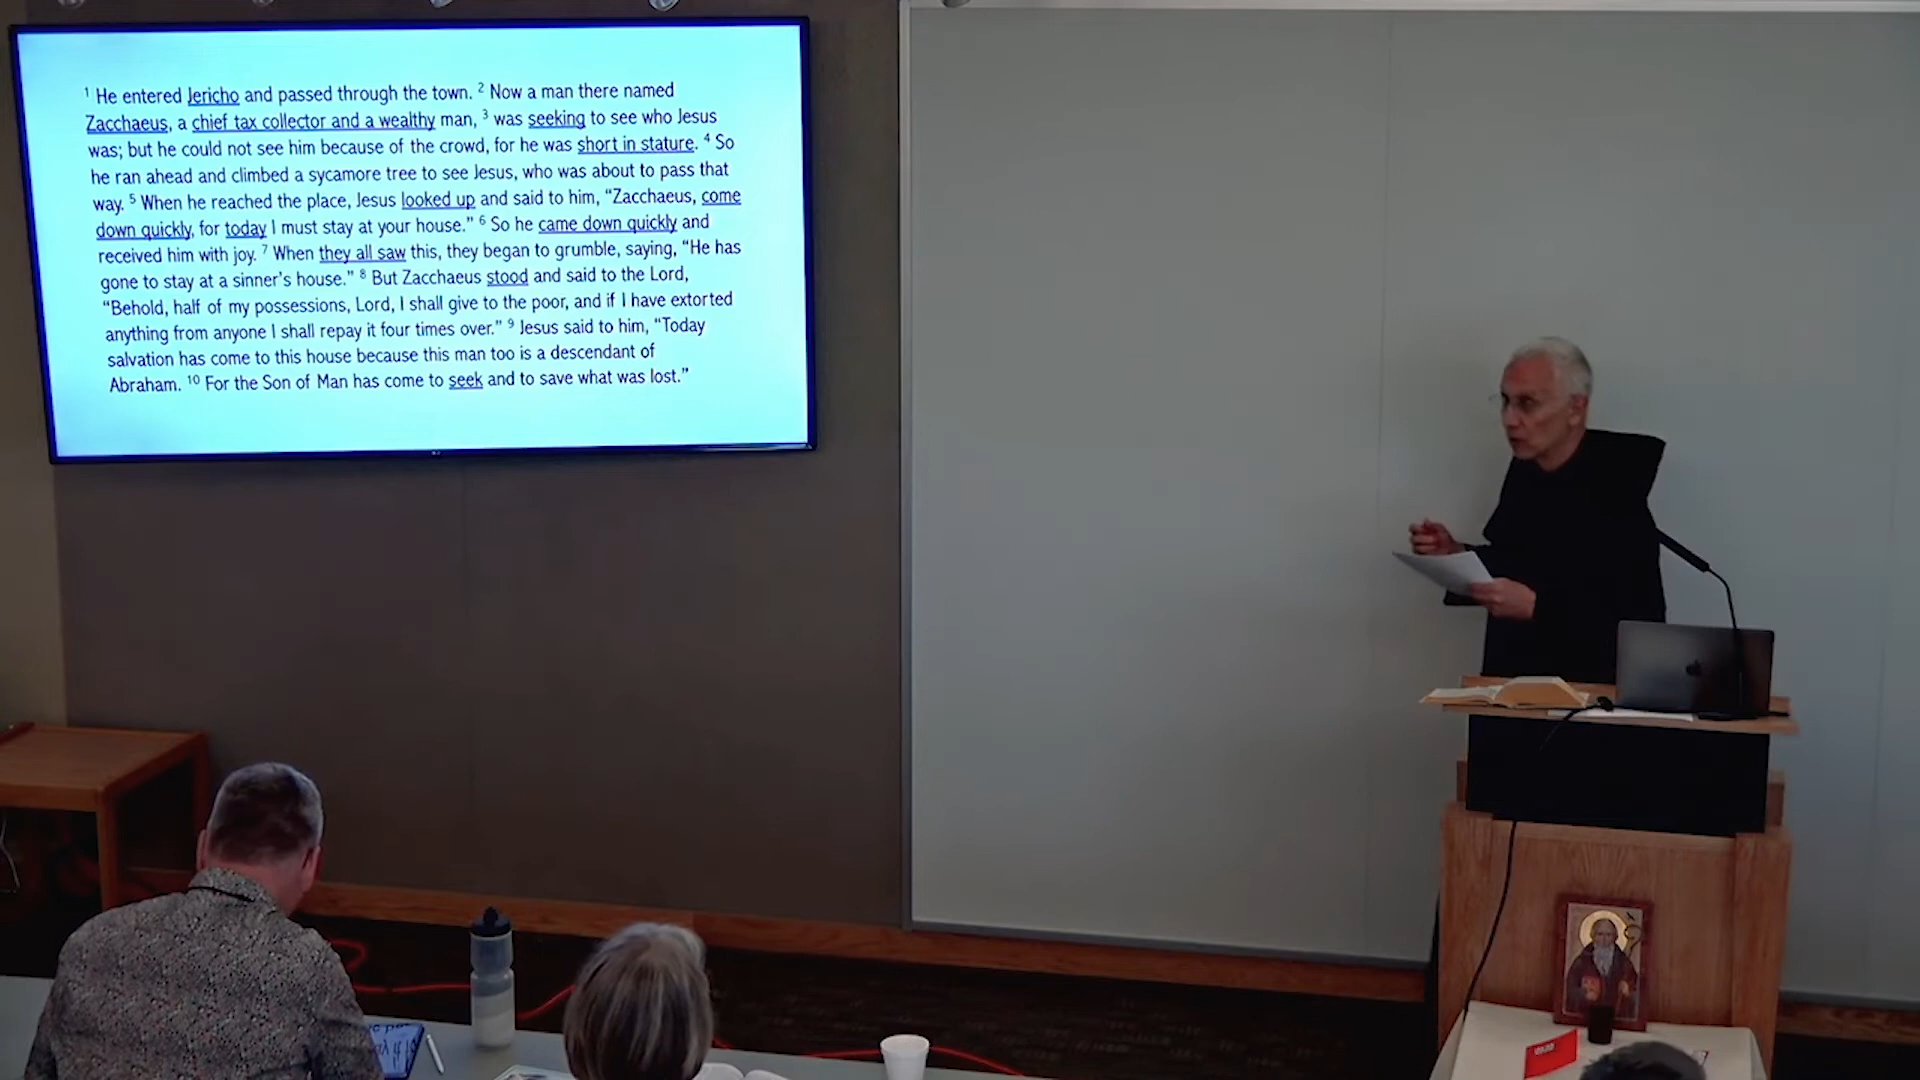 1 He entered Jericho and passed through the town. 2 Now a man there named
Zacchaeus, a chief tax collector and a wealthy man, 3 was seeking to see who Jesus
was; but he could not see him because of the crowd, for he was short in stature. 4 So
he ran ahead and climbed a sycamore tree to see Jesus, who was about to pass that
way. 5 When he reached the place, Jesus looked up and said to him, “Zacchaeus, come
down quickly, for today I must stay at your house.” 6 So he came down quickly and
received him with joy. 7 When they all saw this, they began to grumble, saying, “He has
gone to stay at a sinner’s house.” 8 But Zacchaeus stood and said to the Lord,
“Behold, half of my possessions, Lord, I shall give to the poor, and if I have extorted
anything from anyone I shall repay it four times over.” 9 Jesus said to him, “Today
salvation has come to this house because this man too is a descendant of
Abraham. 10 For the Son of Man has come to seek and to save what was lost.”